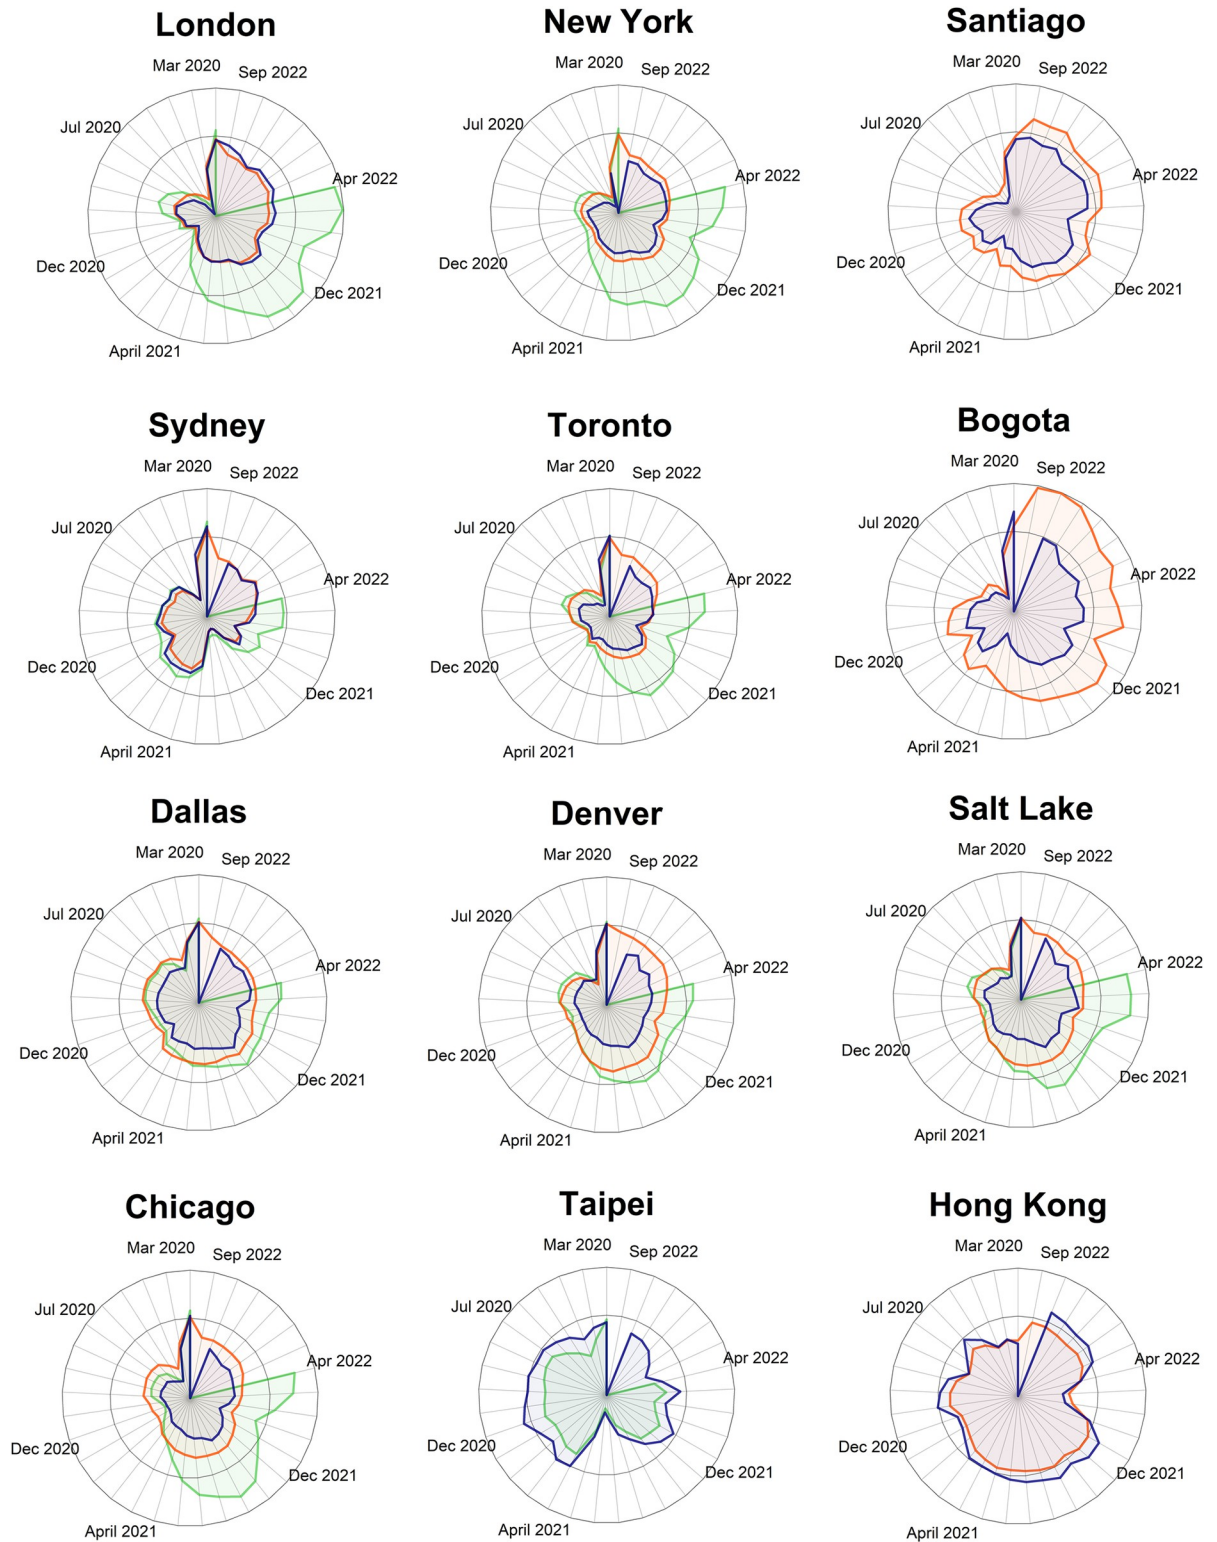 London
Mar 2020
Sep 2022
Jul 2020
Apr 2022
Dec 2020
Dec 2021
April 2021
New York
Mar 2020
Sep 2022
Jul 2020
Apr 2022
Dec 2020
Dec 2021
April 2021
Santiago
Mar 2020
Sep 2022
Jul 2020
Apr 2022
Dec 2020
Dec 2021
April 2021
Sydney
Mar 2020
Sep 2022
Jul 2020
Apr 2022
Dec 2020
Dec 2021
April 2021
Toronto
Mar 2020
Sep 2022
Jul 2020
Apr 2022
Dec 2020
Dec 2021
April 2021
Bogota
Mar 2020
Sep 2022
Jul 2020
Apr 2022
Dec 2020
Dec 2021
April 2021
Dallas
Mar 2020
Sep 2022
Jul 2020
Apr 2022
Dec 2020
Dec 2021
April 2021
Denver
Mar 2020
Sep 2022
Jul 2020
Apr 2022
Dec 2020
Dec 2021
April 2021
Salt Lake
Mar 2020
Sep 2022
Jul 2020
Apr 2022
Dec 2020
Dec 2021
April 2021
Chicago
Mar 2020
Sep 2022
Jul 2020
Apr 2022
Dec 2020
Dec 2021
April 2021
Taipei
Mar 2020
Sep 2022
Jul 2020
Apr 2022
Dec 2020
Dec 2021
April 2021
Hong Kong
Mar 2020
Sep 2022
Jul 2020
Apr 2022
Dec 2020
Dec 2021
April 2021